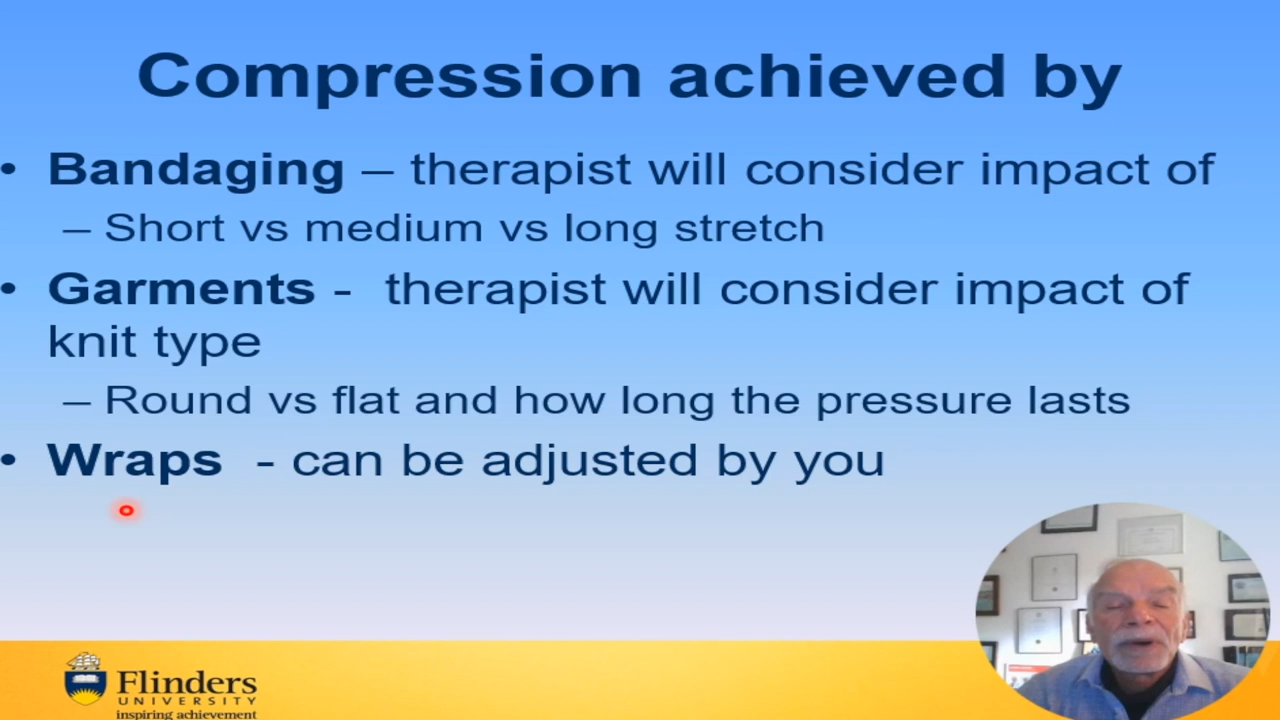 Compression achieved by
• Bandaging – therapist will consider impact of
– Short vs medium vs long stretch
• Garments - therapist will consider impact of
knit type
– Round vs flat and how long the pressure lasts
• Wraps - can be adjusted by you
Flinders
UNIVERSITY
inspiring achievement